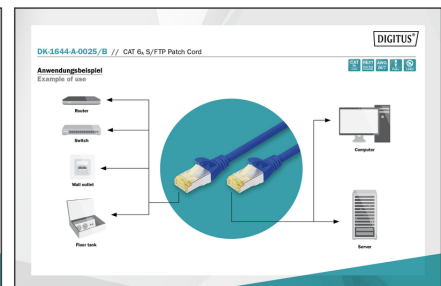 DIGITUS®
DK-1644-A-0025/B // CAT 6A S/FTP Patch Cord
Anwendungsbeispiel
Example of use
Router
Switch
Wall outlet
Floor tank
Computer
Server